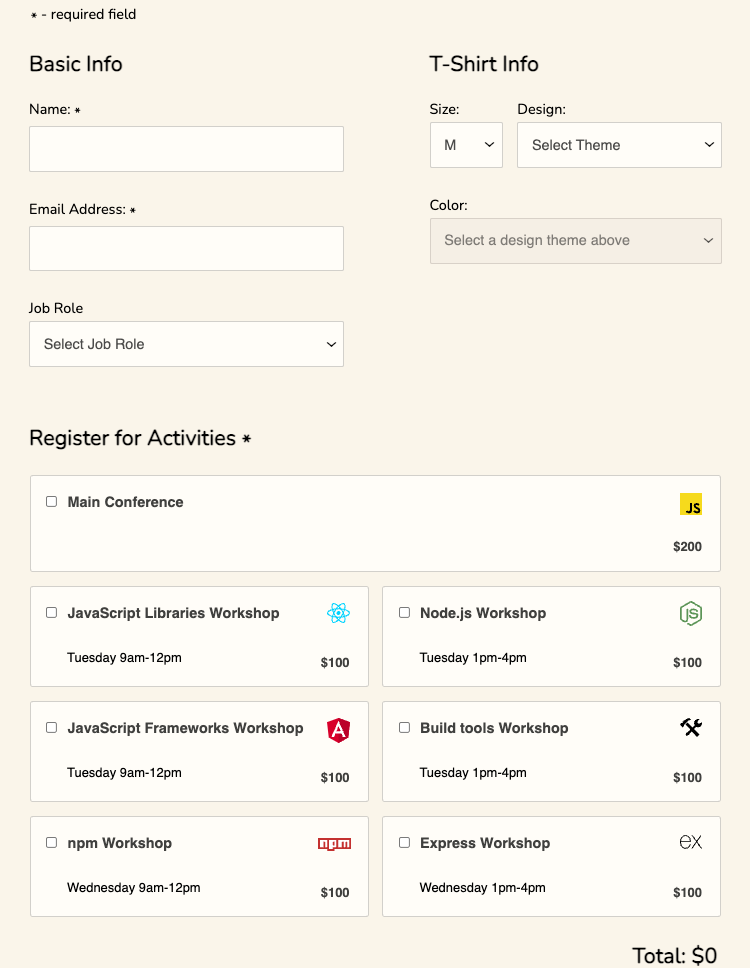 * - required field
Basic Info
Name: *
Email Address: *
Job Role
Select Job Role
T-Shirt Info
Size:
Design:
M
Select Theme
Color:
Select a design theme above
Register for Activities *
Main Conference
JS
$200
JavaScript Libraries Workshop
Tuesday 9am-12pm
$100
Node.js Workshop
JS
Tuesday 1pm-4pm
$100
JavaScript Frameworks Workshop
A
Tuesday 9am-12pm
$100
Build tools Workshop
Tuesday 1pm-4pm
$100
npm Workshop
npm
Wednesday 9am-12pm
$100
Express Workshop
ex
Wednesday 1pm-4pm
$100
Total: $0